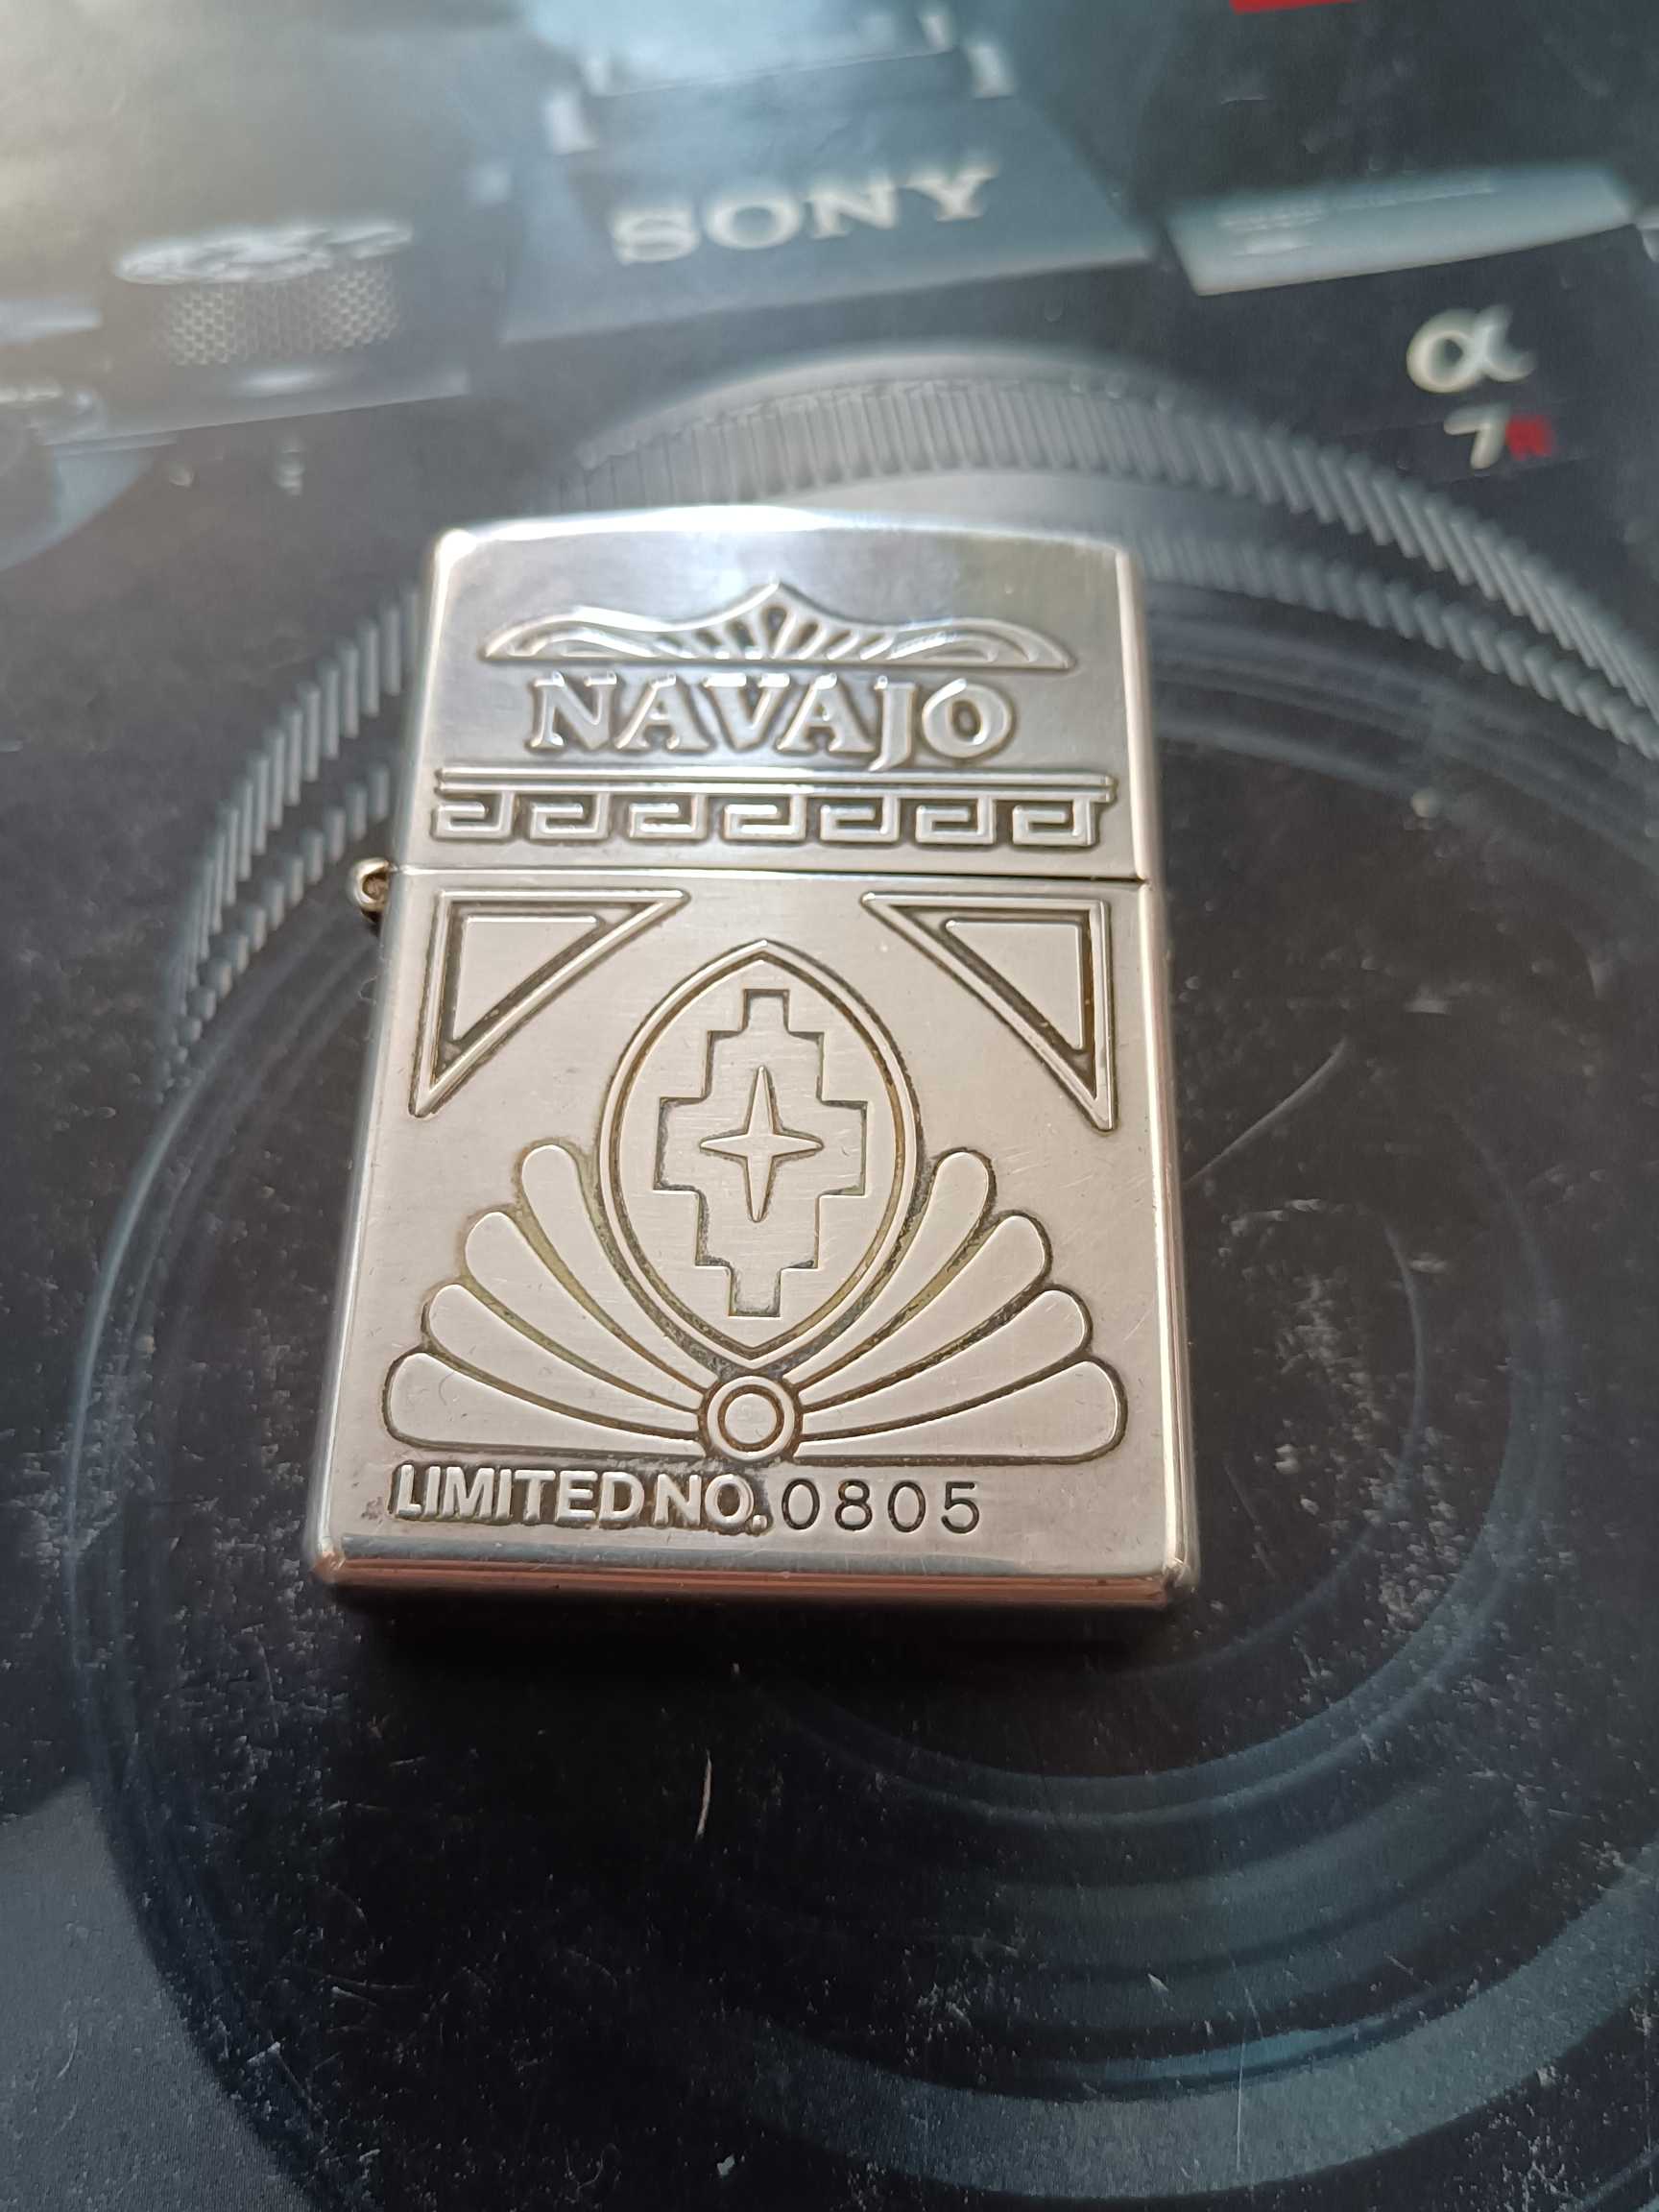 SONY
α
7R
NAVAJO
LIMITED NO. 0805